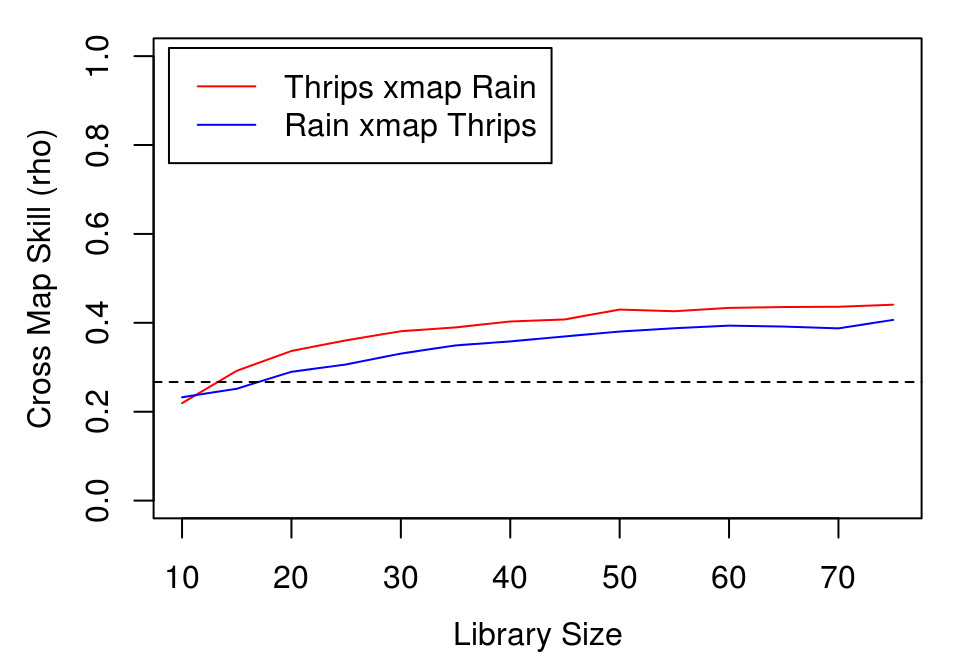 Thrips xmap Rain
Rain xmap Thrips
Cross Map Skill (rho)
1.0
0.8
0.6
0.4
0.2
0.0
10 20 30 40 50 60 70
Library Size